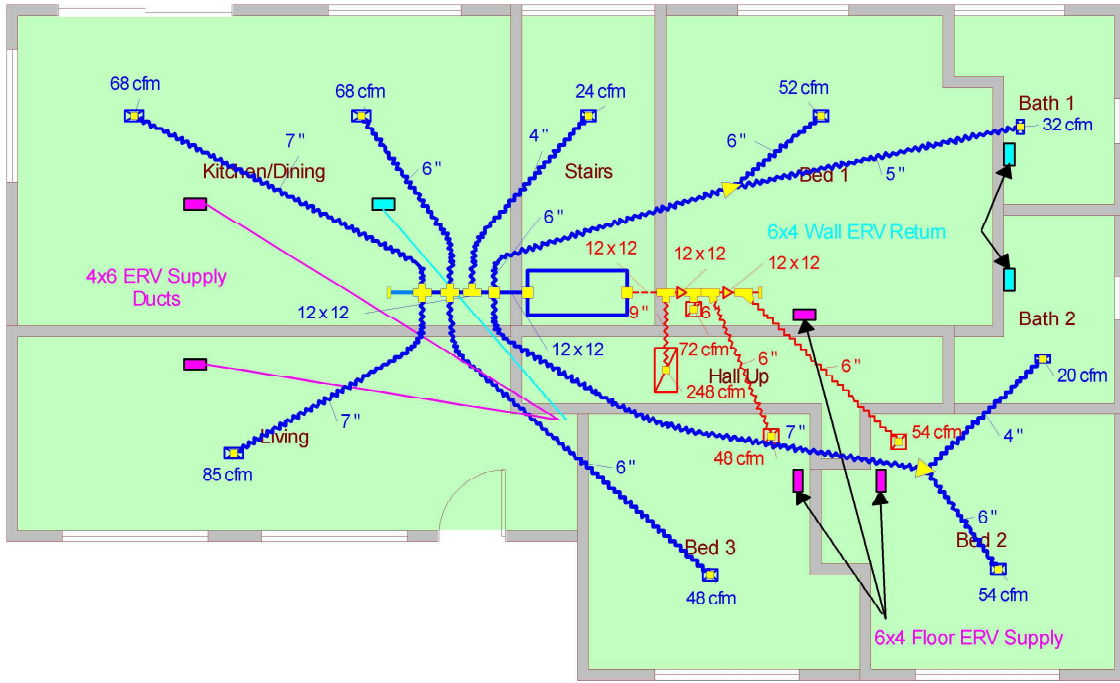 68 cfm
68 cfm
24 cfm
52 cfm
Bath 1
32 cfm
7 "
6 "
4 "
6 "
5 "
Kitchen/Dining
Stairs
Bed 1
6 "
6x4 Wall ERV Return
12 x 12
12 x 12
12 x 12
4x6 ERV Supply
Ducts
12 x 12
9 "
6 "
Bath 2
12 x 12
72 cfm
6 "
6 "
Hall Up
248 cfm
20 cfm
7 "
Living
85 cfm
7 "
48 cfm
54 cfm
4 "
6 "
6 "
Bed 3
Bed 2
48 cfm
54 cfm
6x4 Floor ERV Supply